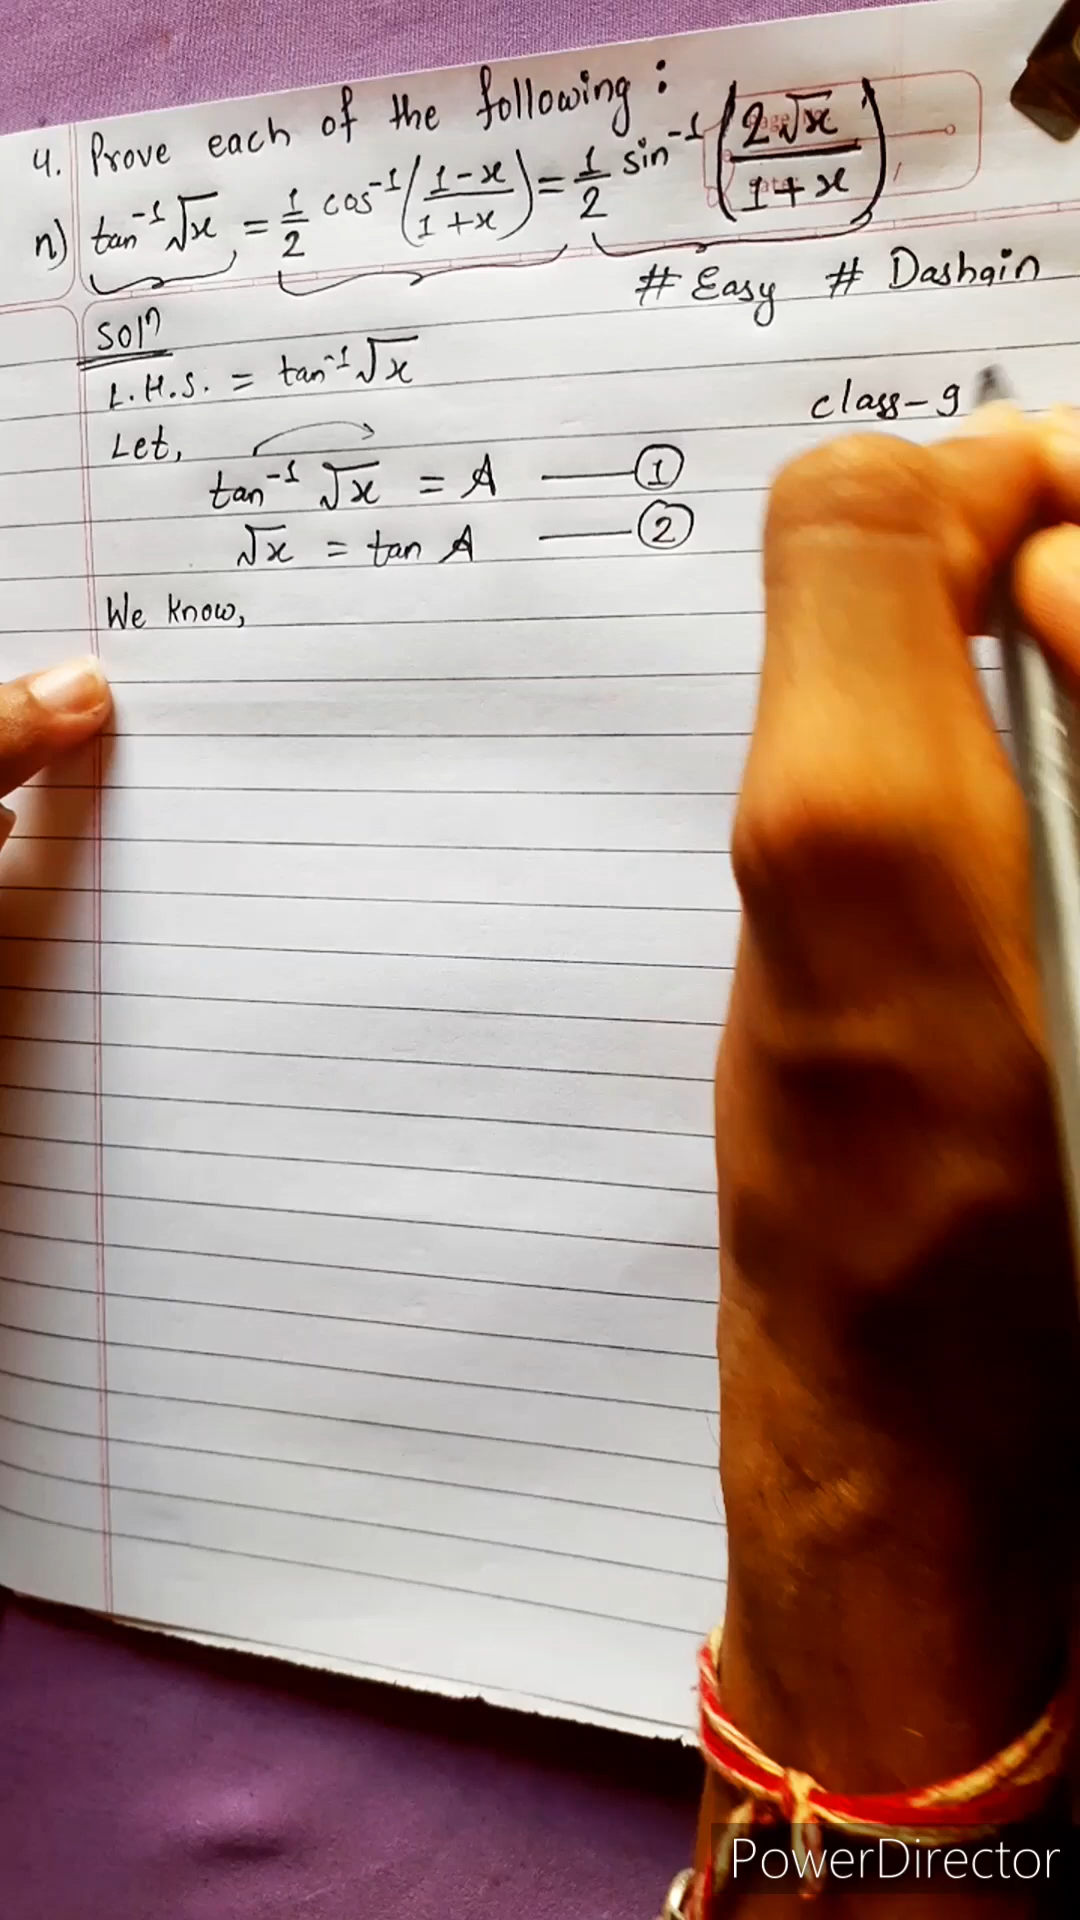 4. Prove each of the following :
n) tan⁻¹√x = 1/2 cos⁻¹(1-x/1+x) = 1/2 sin⁻¹(2√x/1+x)
# Easy # Dashain
Solⁿ
L.H.S. = tan⁻¹√x
class-9
Let,
tan⁻¹ √x = A —— ①
√x = tan A —— ②
We know,
PowerDirector